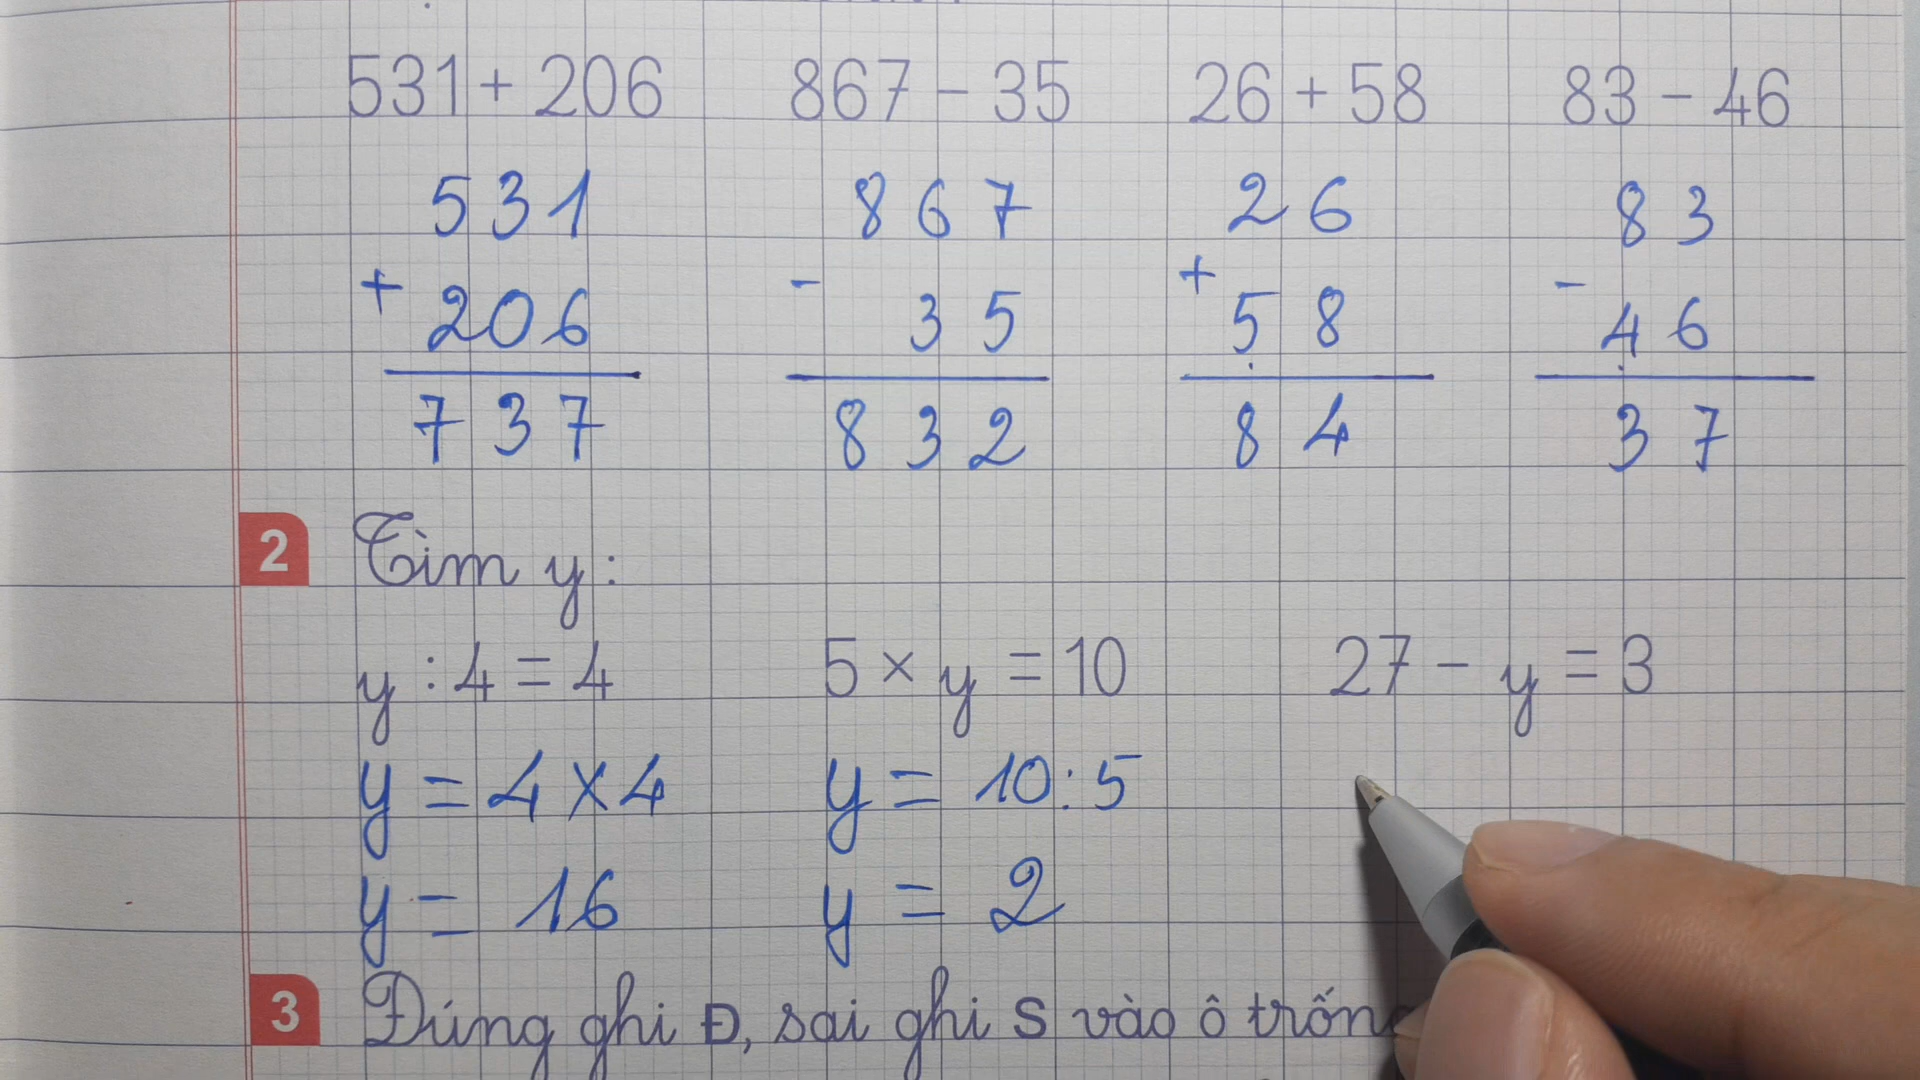 531 + 206 867 - 35 26 + 58 83 - 46
531 867 26 83
+ - + -
206 35 58 46
737 832 84 37
2 Tìm y:
y : 4 = 4 5 × y = 10 27 - y = 3
y = 4 × 4 y = 10 : 5
y = 16 y = 2
3 Đúng ghi Đ, sai ghi S vào ô trống